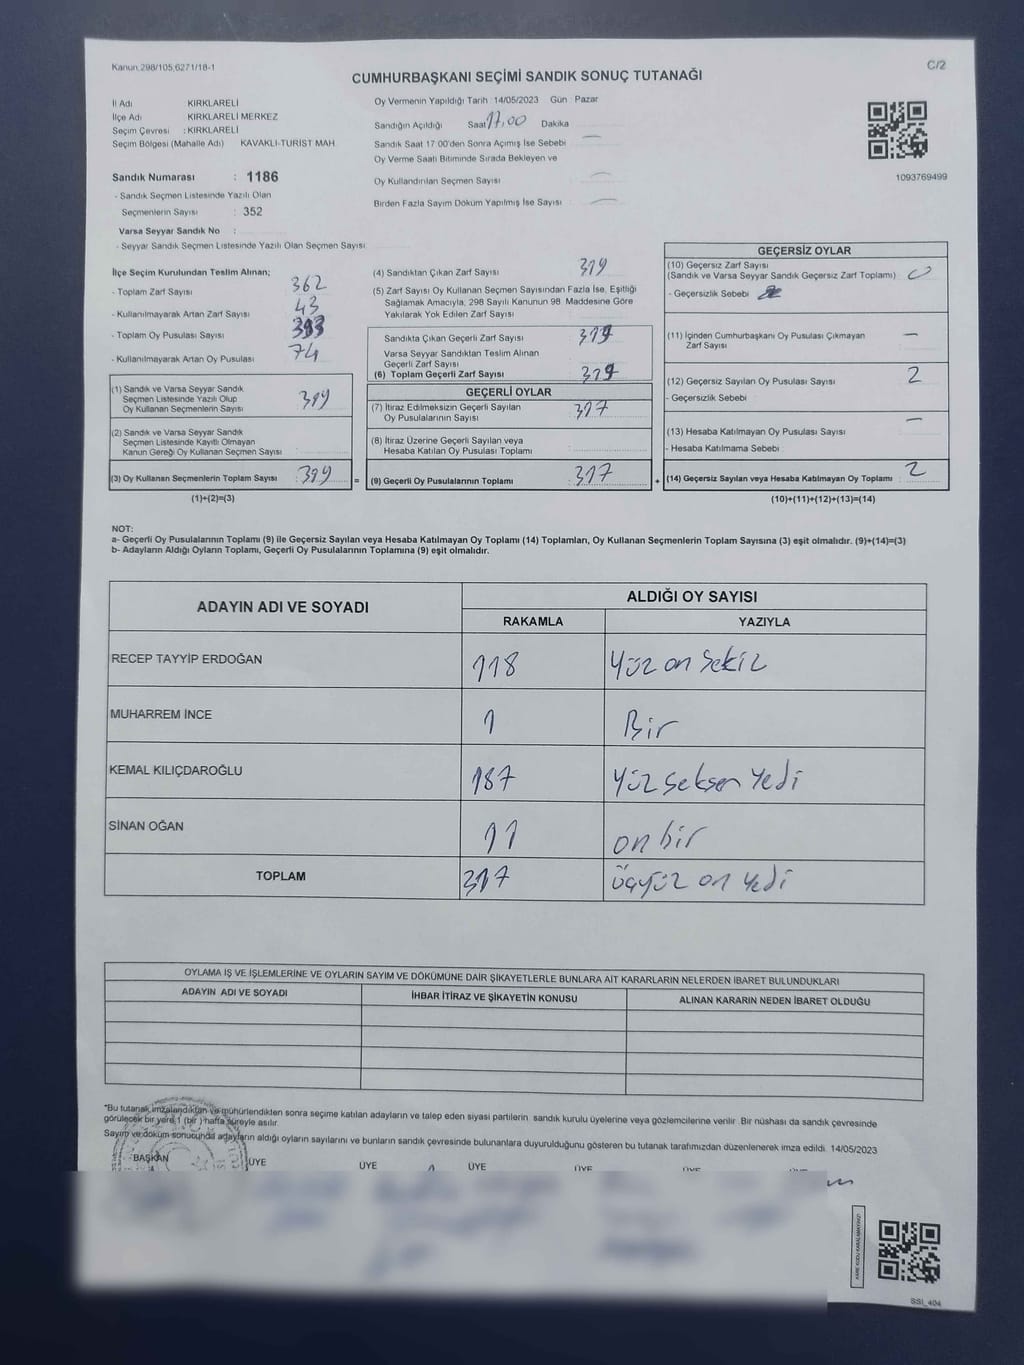 Kanun 298/105,6271/18-1
C/2
CUMHURBAŞKANI SEÇİMİ SANDIK SONUÇ TUTANAĞI
İl Adı KIRKLARELİ
İlçe Adı KIRKLARELİ MERKEZ
Seçim Çevresi : KIRKLARELİ
Seçim Bölgesi (Mahalle Adı) KAVAKLI-TURİST MAH.
Sandık Numarası : 1186
- Sandık Seçmen Listesinde Yazılı Olan
Seçmenlerin Sayısı : 352
Varsa Seyyar Sandık No :
- Seyyar Sandık Seçmen Listesinde Yazılı Olan Seçmen Sayısı:
Oy Vermenin Yapıldığı Tarih : 14/05/2023 Gün : Pazar
Sandığın Açıldığı Saat 17.00 Dakika
Sandık Saat 17:00'den Sonra Açmış İse Sebebi —
Oy Verme Saati Bitiminde Sırada Bekleyen ve
Oy Kullandırılan Seçmen Sayısı —
Birden Fazla Sayım Döküm Yapılmış İse Sayısı —
1093769499
İlçe Seçim Kurulundan Teslim Alınan;
- Toplam Zarf Sayısı 362
- Kullanılmayarak Artan Zarf Sayısı 43
- Toplam Oy Pusulası Sayısı 393
- Kullanılmayarak Artan Oy Pusulası 74
(1) Sandık ve Varsa Seyyar Sandık
Seçmen Listesinde Yazılı Olup
Oy Kullanan Seçmenlerin Sayısı 319
(2) Sandık ve Varsa Seyyar Sandık
Seçmen Listesinde Kayıtlı Olmayan
Kanun Gereği Oy Kullanan Seçmen Sayısı :
(3) Oy Kullanan Seçmenlerin Toplam Sayısı : 319 =
(1)+(2)=(3)
(4) Sandıktan Çıkan Zarf Sayısı 319
(5) Zarf Sayısı Oy Kullanan Seçmen Sayısından Fazla İse, Eşitliği
Sağlamak Amacıyla, 298 Sayılı Kanunun 98. Maddesine Göre
Yakılarak Yok Edilen Zarf Sayısı
Sandıkta Çıkan Geçerli Zarf Sayısı 319
Varsa Seyyar Sandıktan Teslim Alınan
Geçerli Zarf Sayısı
(6) Toplam Geçerli Zarf Sayısı : 319
GEÇERLİ OYLAR
(7) İtiraz Edilmeksizin Geçerli Sayılan
Oy Pusulalarının Sayısı 317
(8) İtiraz Üzerine Geçerli Sayılan veya
Hesaba Katılan Oy Pusulası Toplamı
(9) Geçerli Oy Pusulalarının Toplamı : 317 +
GEÇERSİZ OYLAR
(10) Geçersiz Zarf Sayısı
(Sandık ve Varsa Seyyar Sandık Geçersiz Zarf Toplamı)
- Geçersizlik Sebebi
(11) İçinden Cumhurbaşkanı Oy Pusulası Çıkmayan
Zarf Sayısı —
(12) Geçersiz Sayılan Oy Pusulası Sayısı 2
- Geçersizlik Sebebi
(13) Hesaba Katılmayan Oy Pusulası Sayısı —
- Hesaba Katılmama Sebebi
(14) Geçersiz Sayılan veya Hesaba Katılmayan Oy Toplamı : 2
(10)+(11)+(12)+(13)=(14)
NOT:
a- Geçerli Oy Pusulalarının Toplamı (9) ile Geçersiz Sayılan veya Hesaba Katılmayan Oy Toplamı (14) Toplamları, Oy Kullanan Seçmenlerin Toplam Sayısına (3) eşit olmalıdır. (9)+(14)=(3)
b- Adayların Aldığı Oyların Toplamı, Geçerli Oy Pusulalarının Toplamına (9) eşit olmalıdır.
ADAYIN ADI VE SOYADI ALDIĞI OY SAYISI
RAKAMLA YAZIYLA
RECEP TAYYİP ERDOĞAN 118 Yüz on sekiz
MUHARREM İNCE 1 Bir
KEMAL KILIÇDAROĞLU 187 Yüz seksen yedi
SİNAN OĞAN 11 on bir
TOPLAM 317 üçyüz on yedi
OYLAMA İŞ VE İŞLEMLERİNE VE OYLARIN SAYIM VE DÖKÜMÜNE DAİR ŞİKAYETLERLE BUNLARA AİT KARARLARIN NELERDEN İBARET BULUNDUKLARI
ADAYIN ADI VE SOYADI İHBAR İTİRAZ VE ŞİKAYETİN KONUSU ALINAN KARARIN NEDEN İBARET OLDUĞU
*Bu tutanak imzalandıktan ve mühürlendikten sonra seçime katılan adayların ve talep eden siyasi partilerin sandık kurulu üyelerine veya gözlemcilerine verilir. Bir nüshası da sandık çevresinde
görülecek bir yere 1 (bir) hafta süreyle asılır.
Sayım ve döküm sonucunda adayların aldığı oyların sayılarını ve bunların sandık çevresinde bulunanlara duyurulduğunu gösteren bu tutanak tarafımızdan düzenlenerek imza edildi. 14/05/2023
BAŞKAN ÜYE ÜYE ÜYE ÜYE ÜYE ÜYE
KARE KODU KARALAMAYINIZ!
SSI_404